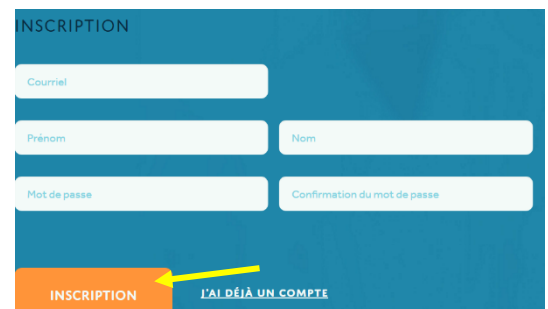 INSCRIPTION
Courriel
Prénom Nom
Mot de passe Confirmation du mot de passe
INSCRIPTION J'AI DÉJÀ UN COMPTE